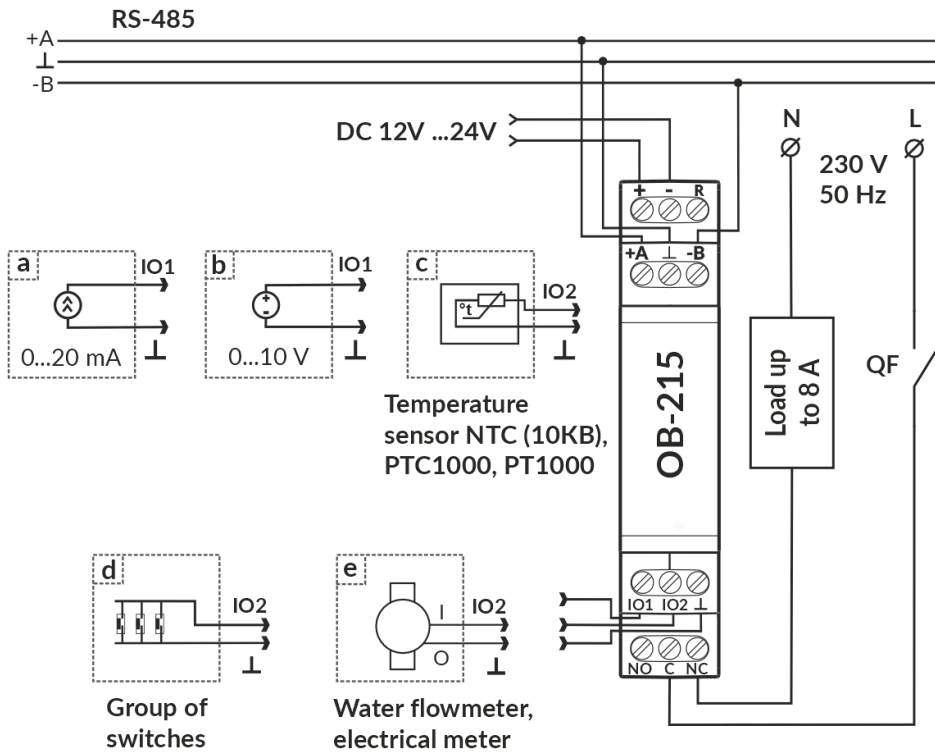 RS-485
+A
⊥
-B
DC 12V ...24V
N
L
230 V
50 Hz
+ - R
+A ⊥ -B
a
IO1
0...20 mA
⊥
b
IO1
+
-
0...10 V
⊥
c
°t
IO2
⊥
Temperature
sensor NTC (10KB),
PTC1000, PT1000
OB-215
Load up
to 8 A
QF
d
IO2
⊥
Group of
switches
e
I
IO2
O
⊥
Water flowmeter,
electrical meter
IO1 IO2 ⊥
NO C NC